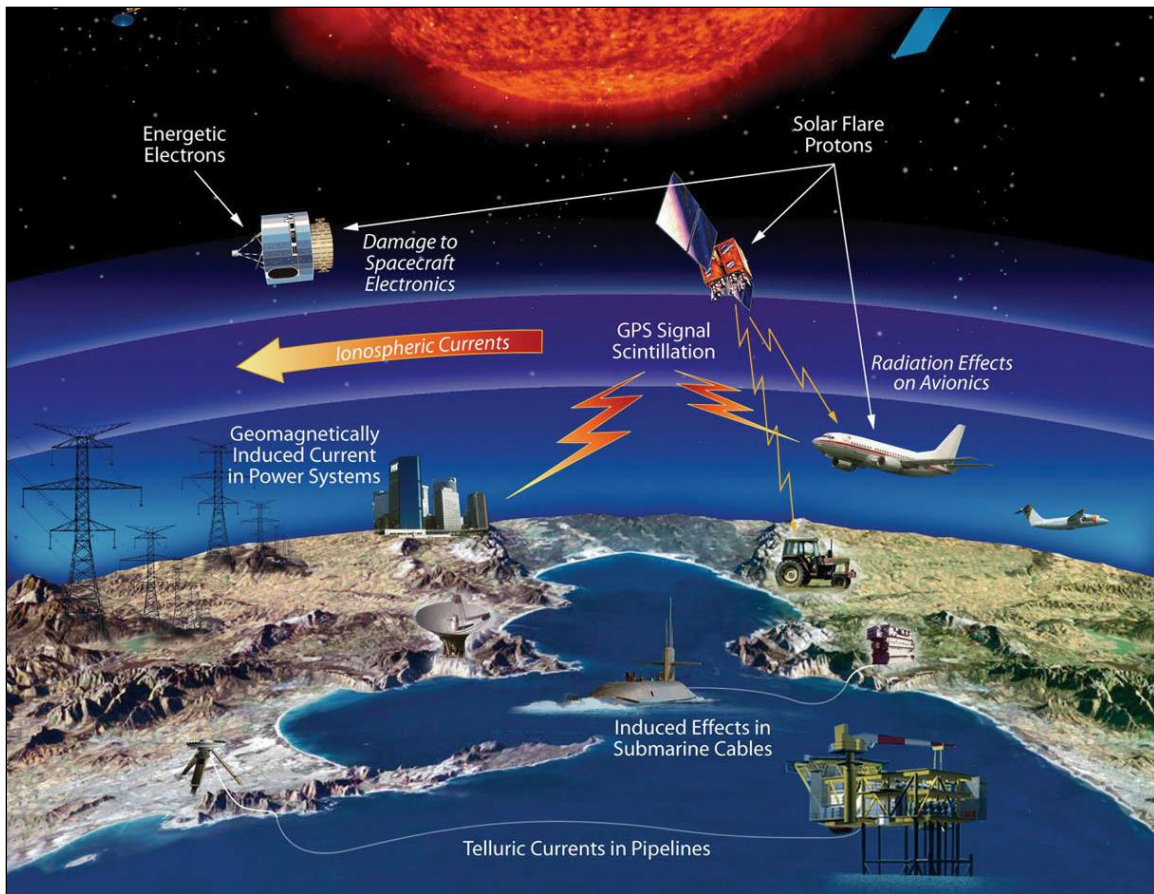 Energetic
Electrons
Solar Flare
Protons
Damage to
Spacecraft
Electronics
Ionospheric Currents
GPS Signal
Scintillation
Radiation Effects
on Avionics
Geomagnetically
Induced Current
in Power Systems
Induced Effects in
Submarine Cables
Telluric Currents in Pipelines